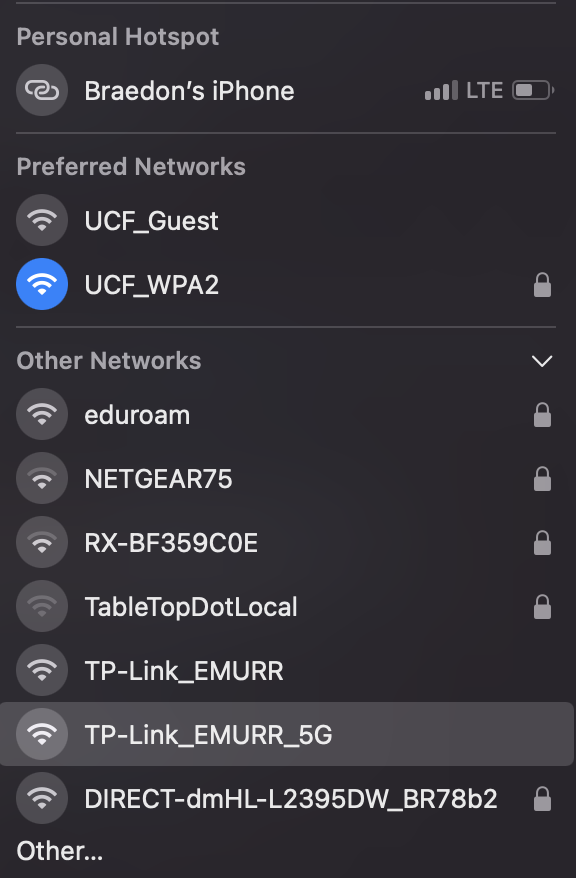 Personal Hotspot
Braedon’s iPhone LTE
Preferred Networks
UCF_Guest
UCF_WPA2
Other Networks
eduroam
NETGEAR75
RX-BF359C0E
TableTopDotLocal
TP-Link_EMURR
TP-Link_EMURR_5G
DIRECT-dmHL-L2395DW_BR78b2
Other...